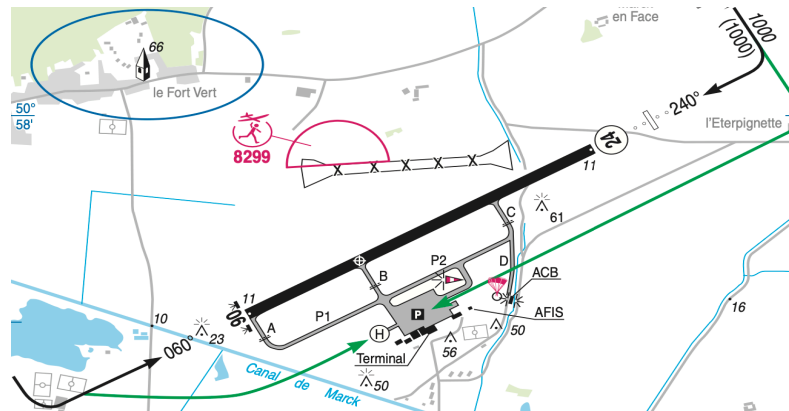 Marck
en Face
1000
(1000)
66
le Fort Vert
50°
58'
8299
240°
l'Eterpignette
24
11
61
C
P2
D
B
ACB
11
06
P1
P
AFIS
10
23
A
H
50
16
060°
Terminal
56
Canal de Marck
50